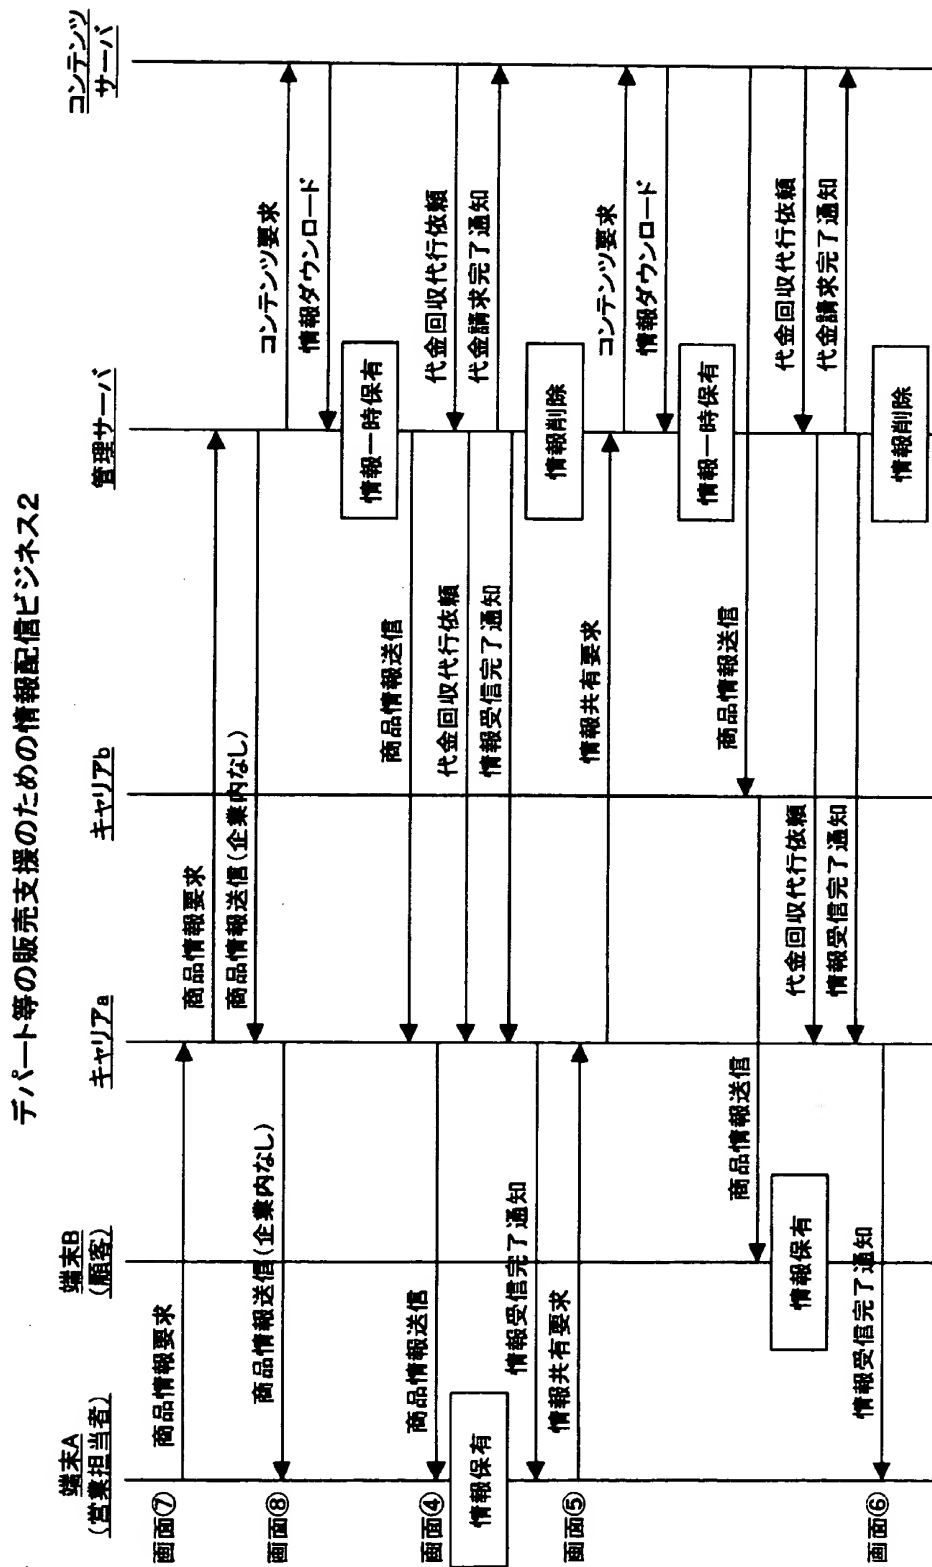 デパート等の販売支援のための情報配信ビジネス2
端末A
(営業担当者)
端末B
(顧客)
キャリアa
キャリアb
管理サーバ
コンテンツ
サーバ
画面⑦
商品情報要求
商品情報要求
商品情報送信(企業内なし)
画面⑧
商品情報送信(企業内なし)
コンテンツ要求
情報ダウンロード
情報一時保有
商品情報送信
画面④
商品情報送信
情報保有
代金回収代行依頼
代金回収代行依頼
代金請求完了通知
情報受信完了通知
情報受信完了通知
情報削除
画面⑤
情報共有要求
情報共有要求
コンテンツ要求
情報ダウンロード
情報一時保有
商品情報送信
商品情報送信
情報保有
代金回収代行依頼
代金回収代行依頼
代金請求完了通知
情報受信完了通知
画面⑥
情報受信完了通知
情報削除